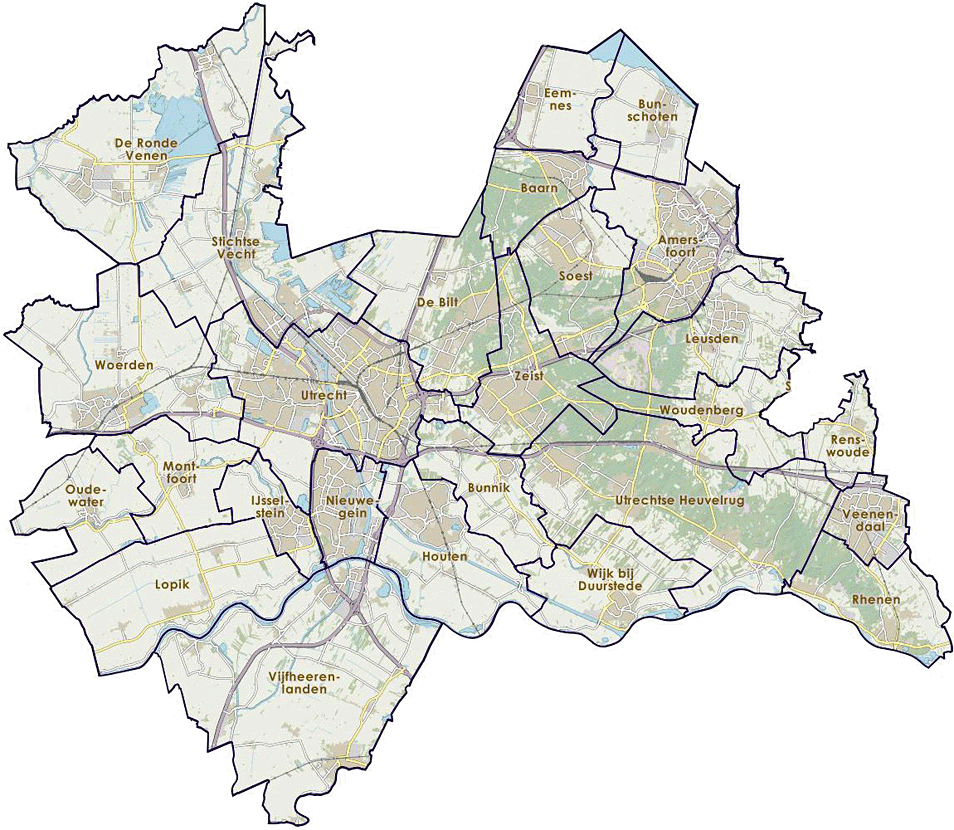 Eem-
nes
Bun-
schoten
De Ronde
Venen
Baarn
Stichtse
Vecht
Amers-
foort
Soest
De Bilt
Leusden
Woerden
Zeist
S
Utrecht
Woudenberg
Rens-
woude
Mont-
foort
Oude-
water
IJssel-
stein
Nieuwe-
gein
Bunnik
Utrechtse Heuvelrug
Veenen-
daal
Houten
Lopik
Wijk bij
Duurstede
Rhenen
Vijfheeren-
landen